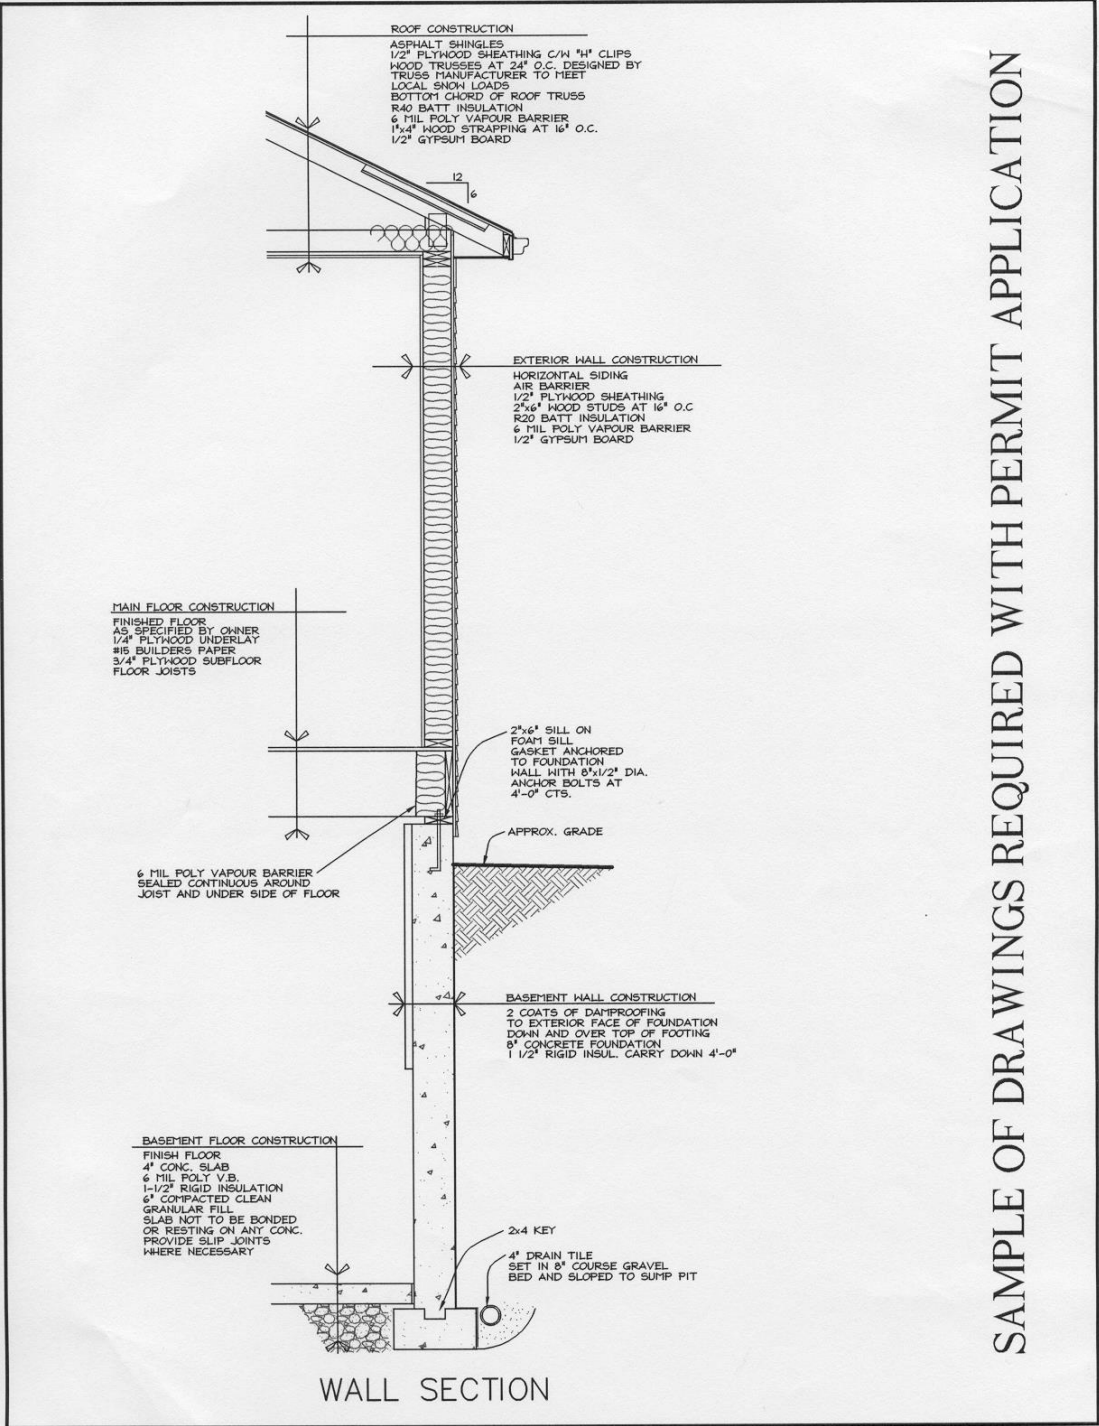 ROOF CONSTRUCTION
ASPHALT SHINGLES
1/2" PLYWOOD SHEATHING C/W "H" CLIPS
WOOD TRUSSES AT 24" O.C. DESIGNED BY
TRUSS MANUFACTURER TO MEET
LOCAL SNOW LOADS
BOTTOM CHORD OF ROOF TRUSS
R40 BATT INSULATION
6 MIL POLY VAPOUR BARRIER
1"x4" WOOD STRAPPING AT 16" O.C.
1/2" GYPSUM BOARD
12
6
EXTERIOR WALL CONSTRUCTION
HORIZONTAL SIDING
AIR BARRIER
1/2" PLYWOOD SHEATHING
2"x6" WOOD STUDS AT 16" O.C
R20 BATT INSULATION
6 MIL POLY VAPOUR BARRIER
1/2" GYPSUM BOARD
MAIN FLOOR CONSTRUCTION
FINISHED FLOOR
AS SPECIFIED BY OWNER
1/4" PLYWOOD UNDERLAY
#15 BUILDERS PAPER
3/4" PLYWOOD SUBFLOOR
FLOOR JOISTS
2"x6" SILL ON
FOAM SILL
GASKET ANCHORED
TO FOUNDATION
WALL WITH 8"x1/2" DIA.
ANCHOR BOLTS AT
4'-0" CTS.
APPROX. GRADE
6 MIL POLY VAPOUR BARRIER
SEALED CONTINUOUS AROUND
JOIST AND UNDER SIDE OF FLOOR
BASEMENT WALL CONSTRUCTION
2 COATS OF DAMPROOFING
TO EXTERIOR FACE OF FOUNDATION
DOWN AND OVER TOP OF FOOTING
8" CONCRETE FOUNDATION
1 1/2" RIGID INSUL. CARRY DOWN 4'-0"
BASEMENT FLOOR CONSTRUCTION
FINISH FLOOR
4" CONC. SLAB
6 MIL POLY V.B.
1-1/2" RIGID INSULATION
6" COMPACTED CLEAN
GRANULAR FILL
SLAB NOT TO BE BONDED
OR RESTING ON ANY CONC.
PROVIDE SLIP JOINTS
WHERE NECESSARY
2x4 KEY
4" DRAIN TILE
SET IN 8" COURSE GRAVEL
BED AND SLOPED TO SUMP PIT
WALL SECTION
SAMPLE OF DRAWINGS REQUIRED WITH PERMIT APPLICATION